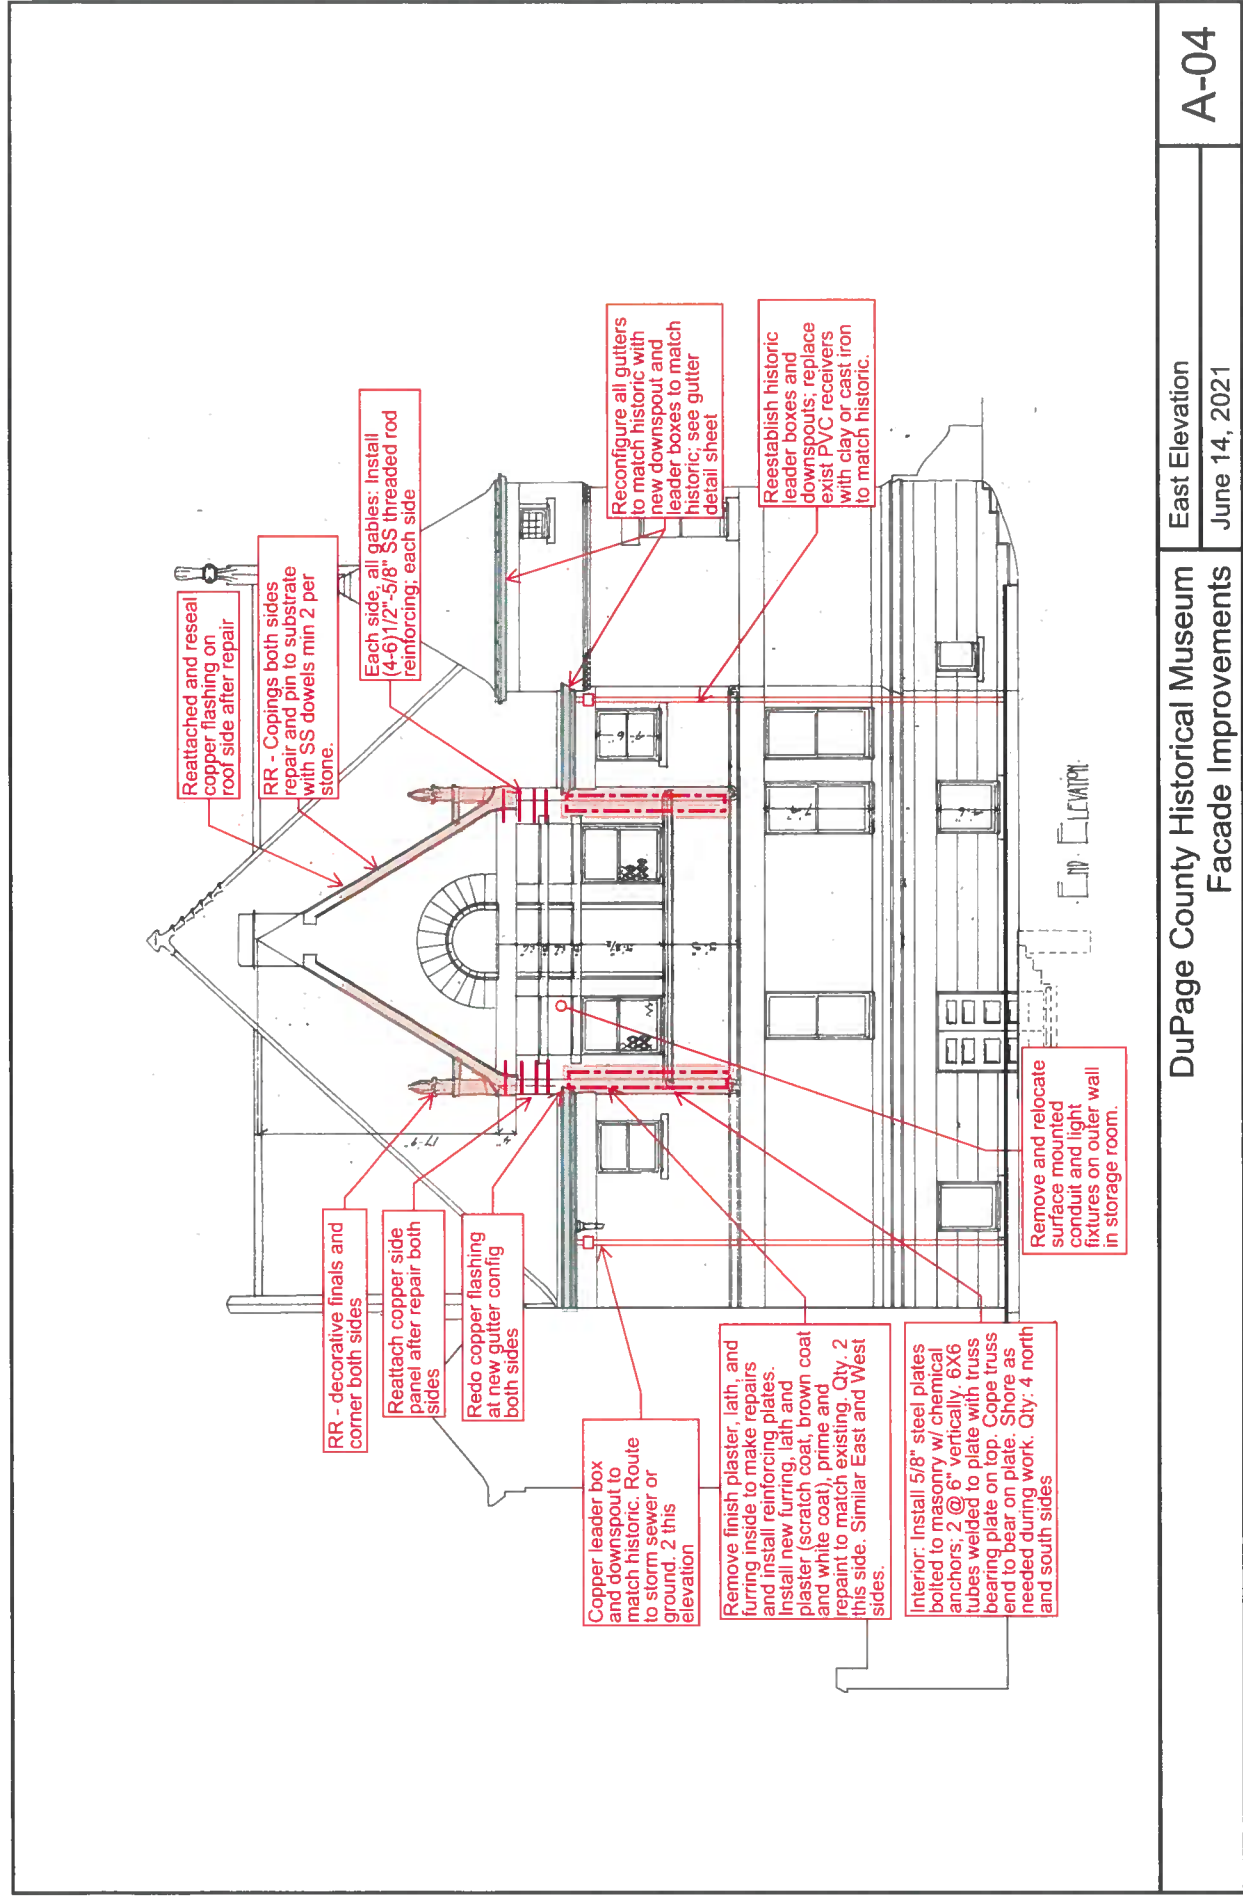 Reattached and reseal
copper flashing on
roof side after repair
RR - Copings both sides
repair and pin to substrate
with SS dowels min 2 per
stone.
Each side, all gables: Install
(4-6)1/2"-5/8" SS threaded rod
reinforcing; each side
Reconfigure all gutters
to match historic with
new downspout and
leader boxes to match
historic; see gutter
detail sheet
Reestablish historic
leader boxes and
downspouts; replace
exist PVC receivers
with clay or cast iron
to match historic.
RR - decorative finals and
corner both sides
Reattach copper side
panel after repair both
sides
Redo copper flashing
at new gutter config
both sides
Copper leader box
and downspout to
match historic. Route
to storm sewer or
ground. 2 this
elevation
Remove finish plaster, lath, and
furring inside to make repairs
and install reinforcing plates.
Install new furring, lath and
plaster (scratch coat, brown coat
and white coat), prime and
repaint to match existing. Qty. 2
this side. Similar East and West
sides.
Interior: Install 5/8" steel plates
bolted to masonry w/ chemical
anchors; 2 @ 6" vertically. 6X6
tubes welded to plate with truss
bearing plate on top. Cope truss
end to bear on plate. Shore as
needed during work. Qty: 4 north
and south sides
Remove and relocate
surface mounted
conduit and light
fixtures on outer wall
in storage room.
17'-9"
END ELEVATION.
DuPage County Historical Museum
Facade Improvements
East Elevation
June 14, 2021
A-04